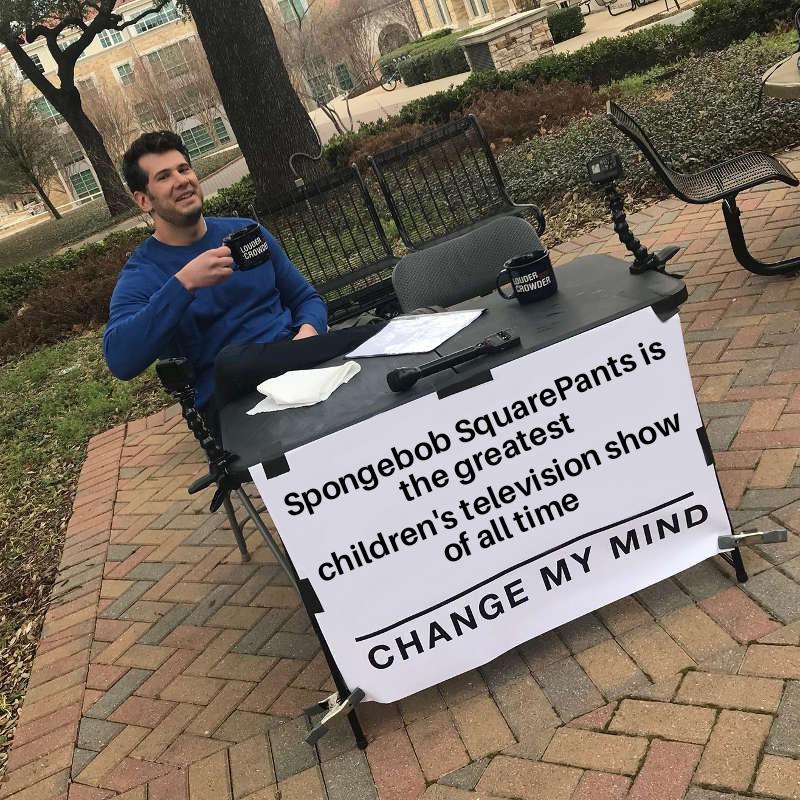 LOUDER
CROWDER
LOUDER
CROWDER
Spongebob SquarePants is
the greatest
children's television show
of all time
CHANGE MY MIND